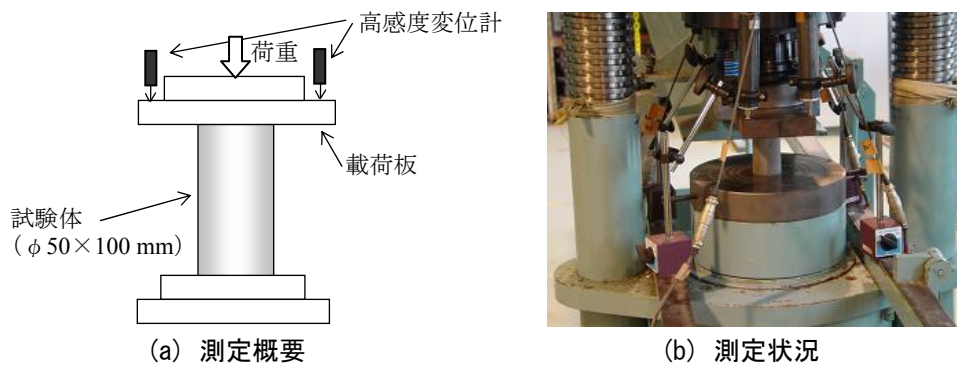 高感度変位計
荷重
載荷板
試験体
（φ50×100 mm）
(a) 測定概要
(b) 測定状況